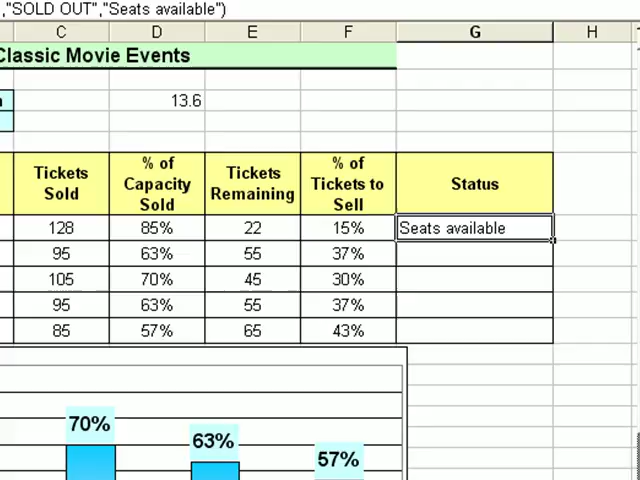 ,"SOLD OUT","Seats available")
C D E F G H
Classic Movie Events
13.6
Tickets Sold % of Capacity Sold Tickets Remaining % of Tickets to Sell Status
128 85% 22 15% Seats available
95 63% 55 37%
105 70% 45 30%
95 63% 55 37%
85 57% 65 43%
70%
63%
57%